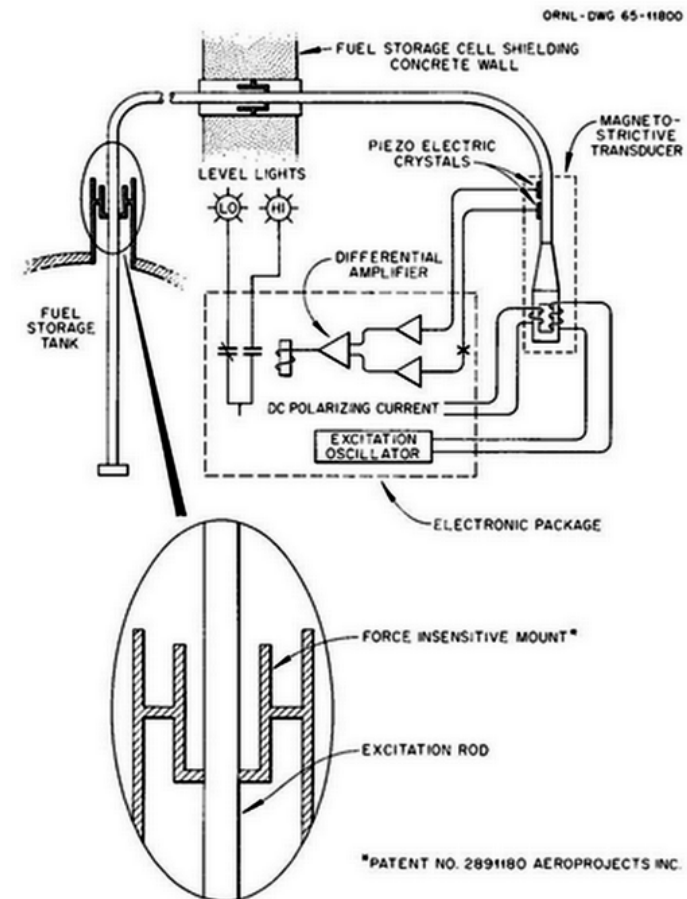 ORNL-DWG 65-11800
FUEL STORAGE CELL SHIELDING
CONCRETE WALL
MAGNETO-
STRICTIVE
TRANSDUCER
PIEZO ELECTRIC
CRYSTALS
LEVEL LIGHTS
LO
HI
DIFFERENTIAL
AMPLIFIER
FUEL
STORAGE
TANK
DC POLARIZING CURRENT
EXCITATION
OSCILLATOR
ELECTRONIC PACKAGE
FORCE INSENSITIVE MOUNT*
EXCITATION ROD
*PATENT NO. 2891180 AEROPROJECTS INC.